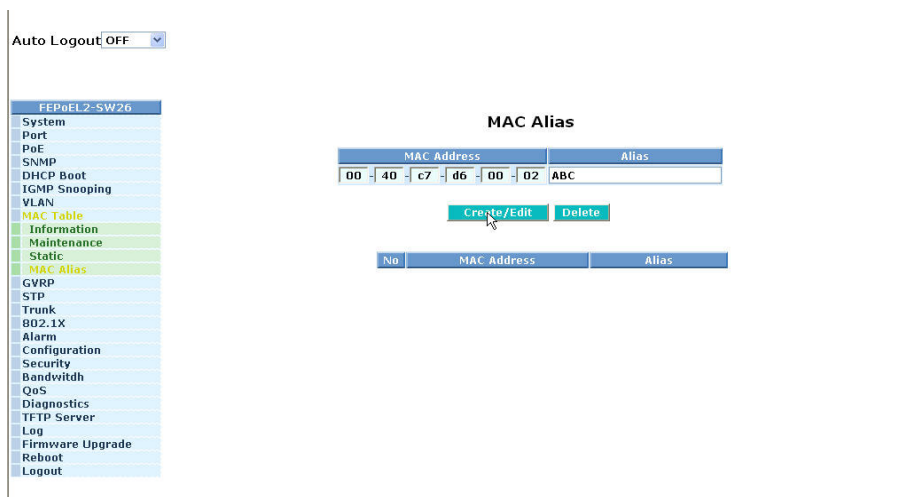 Auto Logout OFF
FEPoEL2-SW26
System
Port
PoE
SNMP
DHCP Boot
IGMP Snooping
VLAN
MAC Table
Information
Maintenance
Static
MAC Alias
GVRP
STP
Trunk
802.1X
Alarm
Configuration
Security
Bandwitdh
QoS
Diagnostics
TFTP Server
Log
Firmware Upgrade
Reboot
Logout
MAC Alias
MAC Address Alias
00 - 40 - c7 - d6 - 00 - 02 ABC
Create/Edit Delete
No MAC Address Alias